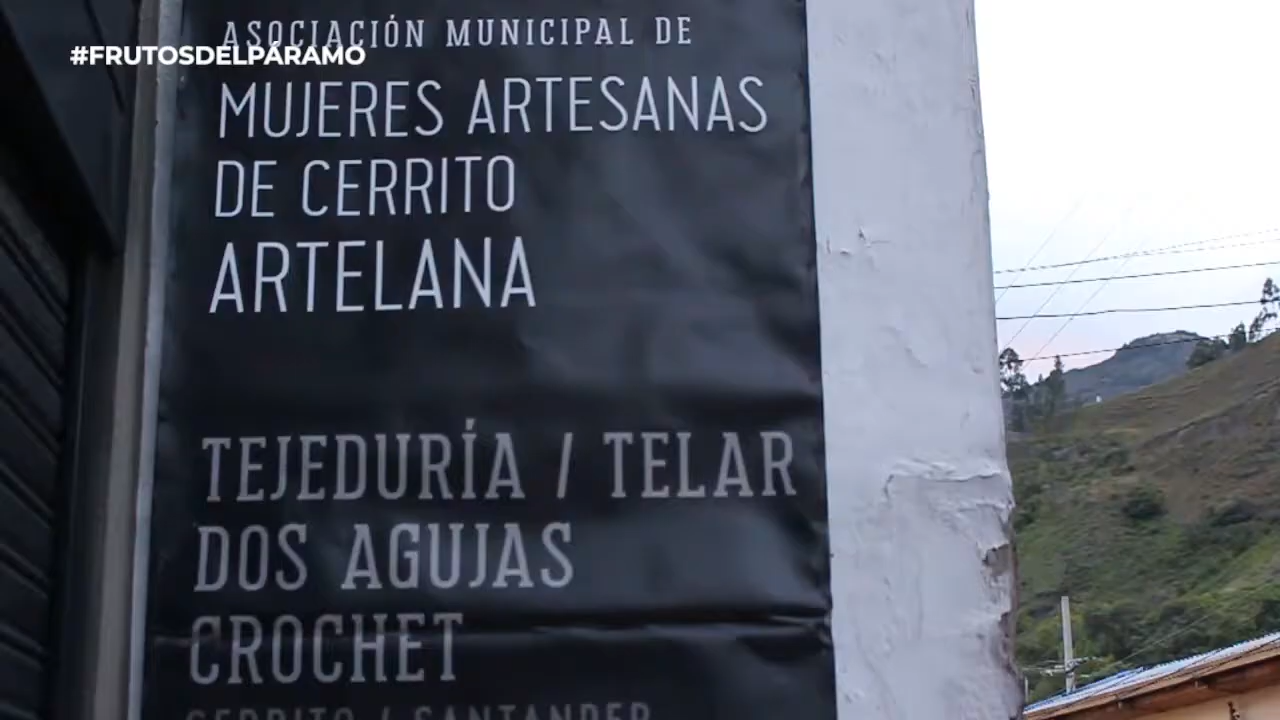 ASOCIACIÓN MUNICIPAL DE
#FRUTOSDELPÁRAMO
MUJERES ARTESANAS
DE CERRITO
ARTELANA
TEJEDURÍA / TELAR
DOS AGUJAS
CROCHET
CERRITO / SANTANDER